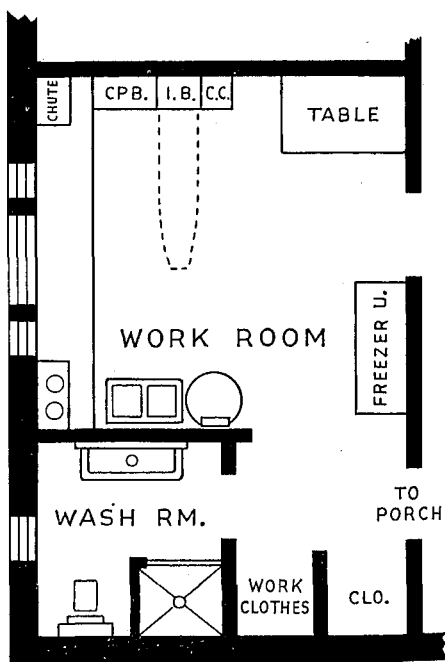 CHUTE
CPB. I.B. C.C.
TABLE
WORK ROOM
FREEZER U.
TO
PORCH
WASH RM.
WORK
CLOTHES
CLO.